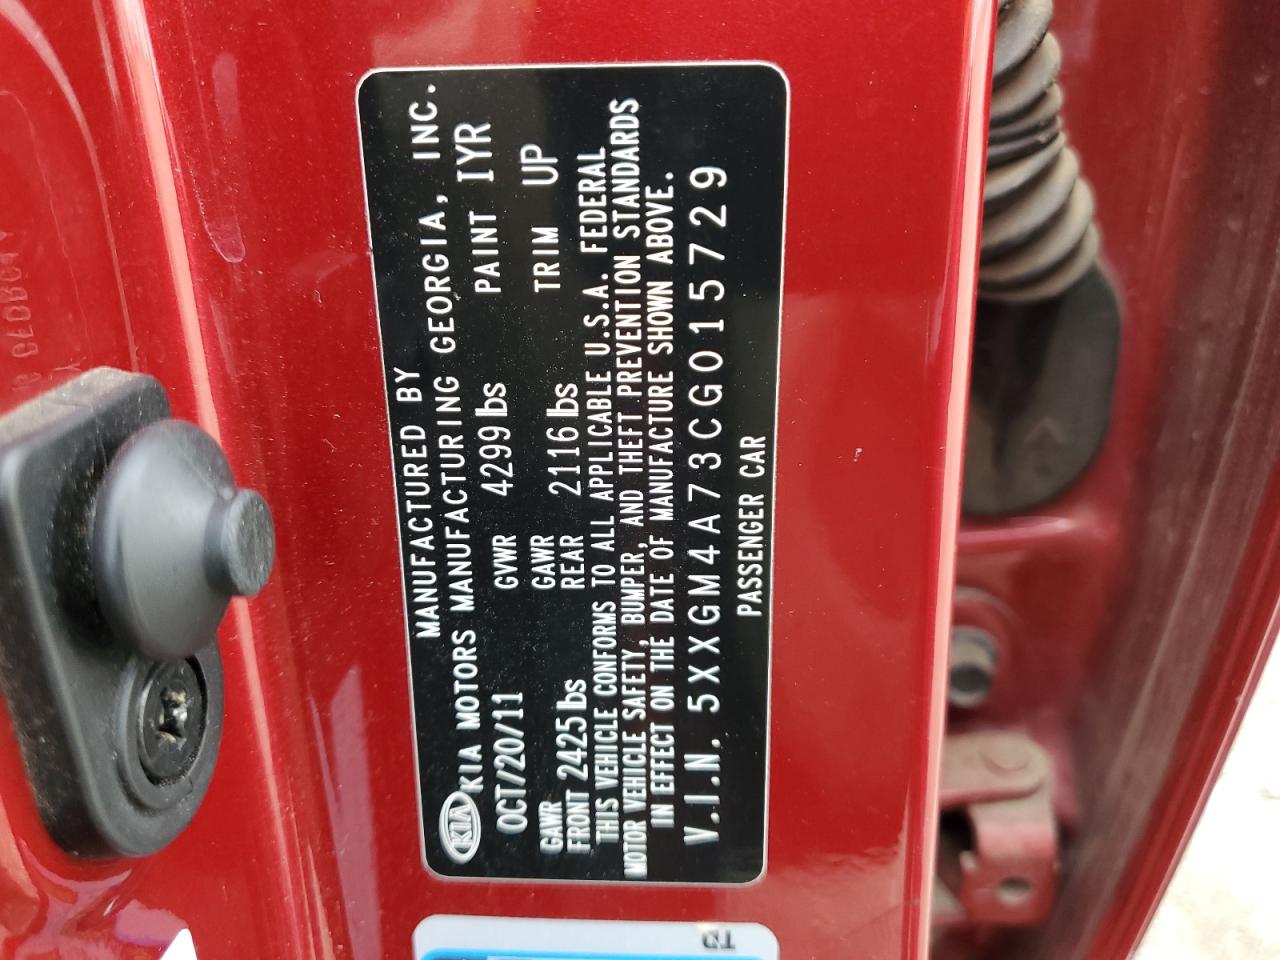 MANUFACTURED BY
KIA KIA MOTORS MANUFACTURING GEORGIA, INC.
OCT/20/11 GVWR 4299 lbs PAINT IYR
GAWR FRONT 2425 lbs GAWR REAR 2116 lbs TRIM UP
THIS VEHICLE CONFORMS TO ALL APPLICABLE U.S.A. FEDERAL
MOTOR VEHICLE SAFETY, BUMPER, AND THEFT PREVENTION STANDARDS
IN EFFECT ON THE DATE OF MANUFACTURE SHOWN ABOVE.
V.I.N. 5XXGM4A73CG015729
PASSENGER CAR